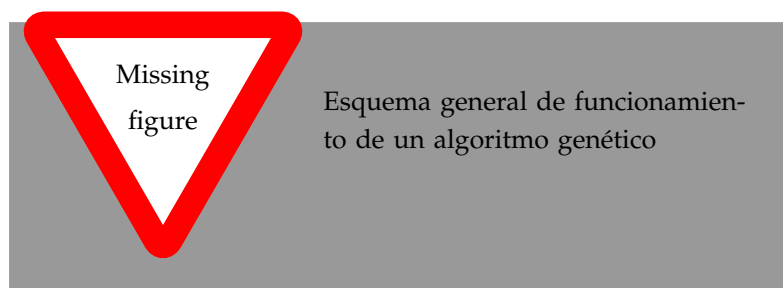 Missing
figure
Esquema general de funcionamien-
to de un algoritmo genético